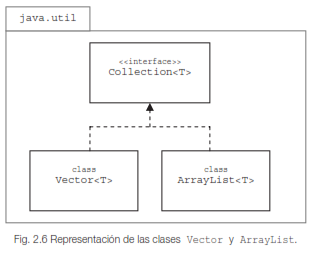 java.util
<<interface>>
Collection<T>
class
Vector<T>
class
ArrayList<T>
Fig. 2.6 Representación de las clases Vector y ArrayList.